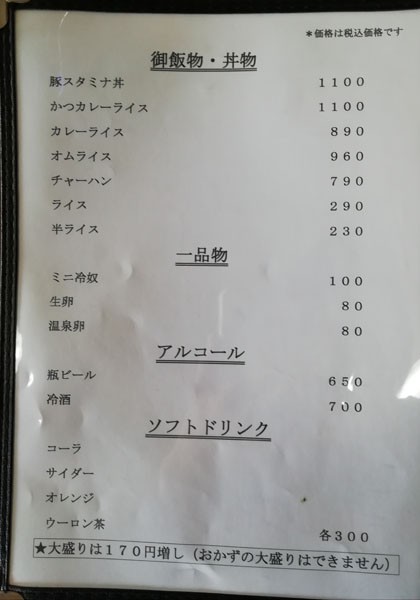 ＊価格は税込価格です
御飯物・丼物
豚スタミナ丼 １１００
かつカレーライス １１００
カレーライス ８９０
オムライス ９６０
チャーハン ７９０
ライス ２９０
半ライス ２３０
一品物
ミニ冷奴 １００
生卵 ８０
温泉卵 ８０
アルコール
瓶ビール ６５０
冷酒 ７００
ソフトドリンク
コーラ
サイダー
オレンジ
ウーロン茶 各３００
★大盛りは１７０円増し（おかずの大盛りはできません）